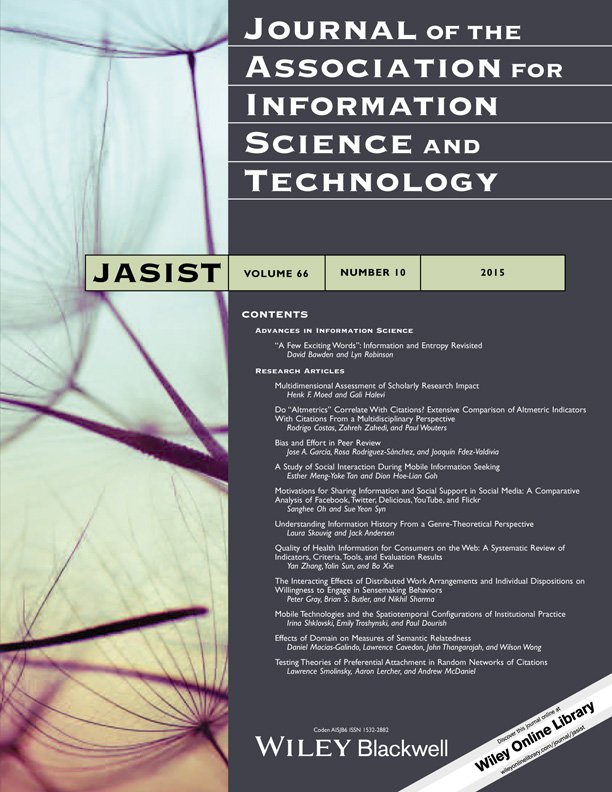 JOURNAL OF THE
ASSOCIATION FOR
INFORMATION
SCIENCE AND
TECHNOLOGY
JASIST
VOLUME 66
NUMBER 10
2015
CONTENTS
ADVANCES IN INFORMATION SCIENCE
“A Few Exciting Words”: Information and Entropy Revisited
David Bawden and Lyn Robinson
RESEARCH ARTICLES
Multidimensional Assessment of Scholarly Research Impact
Henk F. Moed and Gali Halevi
Do “Altmetrics” Correlate With Citations? Extensive Comparison of Altmetric Indicators
With Citations From a Multidisciplinary Perspective
Rodrigo Costas, Zohreh Zahedi, and Paul Wouters
Bias and Effort in Peer Review
Jose A. García, Rosa Rodriguez-Sánchez, and Joaquín Fdez-Valdivia
A Study of Social Interaction During Mobile Information Seeking
Esther Meng-Yoke Tan and Dion Hoe-Lian Goh
Motivations for Sharing Information and Social Support in Social Media: A Comparative
Analysis of Facebook, Twitter, Delicious, YouTube, and Flickr
Sanghee Oh and Sue Yeon Syn
Understanding Information History From a Genre-Theoretical Perspective
Laura Skouvig and Jack Andersen
Quality of Health Information for Consumers on the Web: A Systematic Review of
Indicators, Criteria, Tools, and Evaluation Results
Yan Zhang, Yalin Sun, and Bo Xie
The Interacting Effects of Distributed Work Arrangements and Individual Dispositions on
Willingness to Engage in Sensemaking Behaviors
Peter Gray, Brian S. Butler, and Nikhil Sharma
Mobile Technologies and the Spatiotemporal Configurations of Institutional Practice
Irina Shklovski, Emily Troshynski, and Paul Dourish
Effects of Domain on Measures of Semantic Relatedness
Daniel Macias-Galindo, Lawrence Cavedon, John Thangarajah, and Wilson Wong
Testing Theories of Preferential Attachment in Random Networks of Citations
Lawrence Smolinsky, Aaron Lercher, and Andrew McDaniel
Coden AISJB6 ISSN 1532-2882
WILEY Blackwell
Discover this journal online at
Wiley Online Library
wileyonlinelibrary.com/journal/jasist